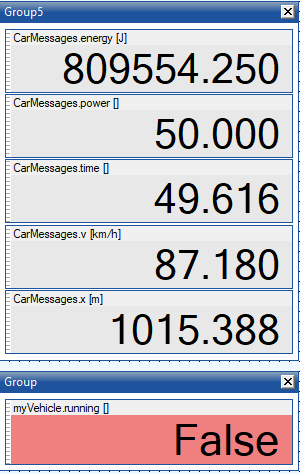 Group5
CarMessages.energy [J]
809554.250
CarMessages.power []
50.000
CarMessages.time []
49.616
CarMessages.v [km/h]
87.180
CarMessages.x [m]
1015.388
Group
myVehicle.running []
False